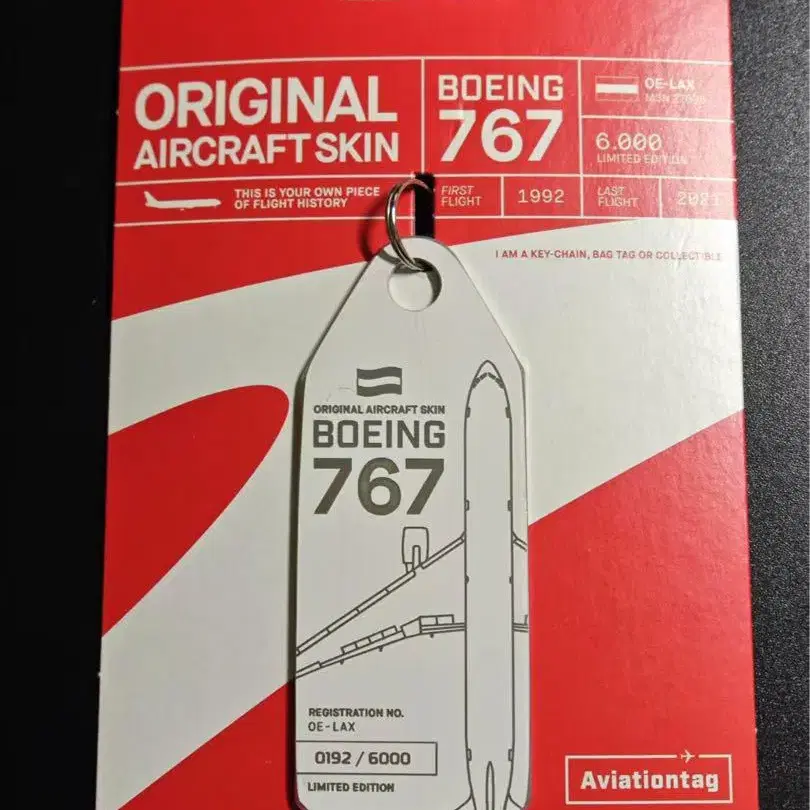 ORIGINAL
AIRCRAFT SKIN
BOEING
767
OE-LAX
MSN
6.000
LIMITED EDITION
THIS IS YOUR OWN PIECE
OF FLIGHT HISTORY
FIRST
FLIGHT
1992
LAST
FLIGHT
I AM A KEY-CHAIN, BAG TAG OR COLLECTIBLE
ORIGINAL AIRCRAFT SKIN
BOEING
767
REGISTRATION NO.
OE-LAX
0192 / 6000
LIMITED EDITION
Aviationtag